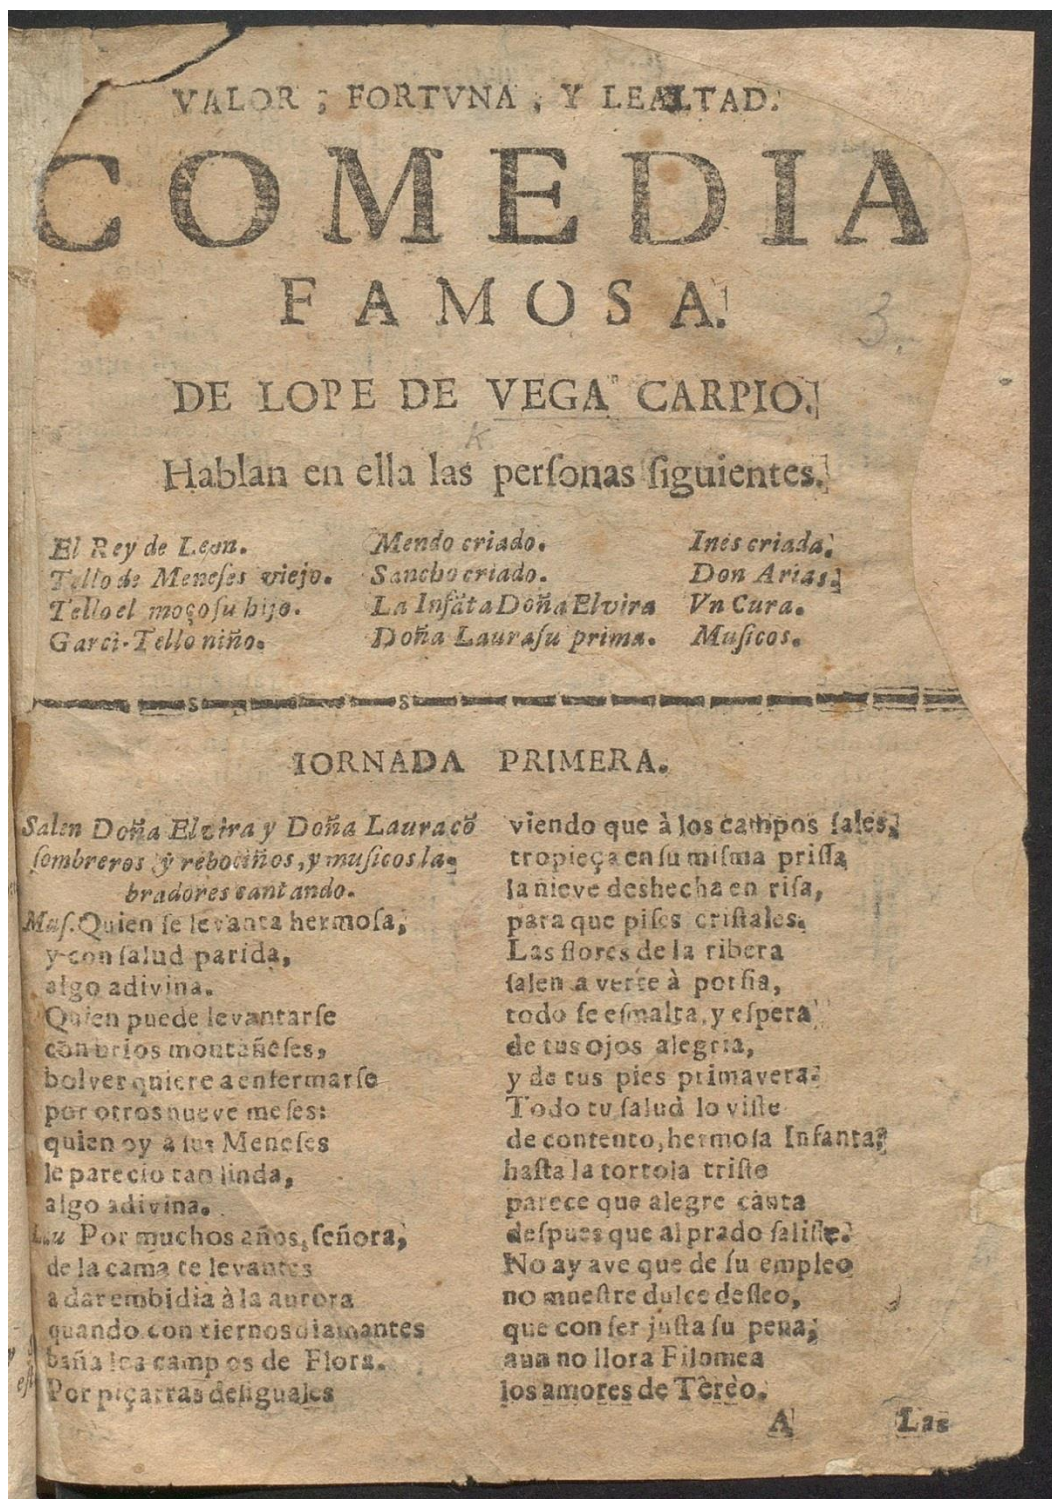 VALOR, FORTVNA, Y LEALTAD.
COMEDIA
FAMOSA.
3.
DE LOPE DE VEGA CARPIO.
K
Hablan en ella las perſonas ſiguientes.
El Rey de Leon.
Tello de Meneſes viejo.
Tello el moço ſu hijo.
Garci-Tello niño.
Mendo criado.
Sancho criado.
La Infãta Doña Elvira
Doña Laura ſu prima.
Ines criada.
Don Arias.
Vn Cura.
Muſicos.
IORNADA PRIMERA.
Salen Doña Elvira y Doña Laura cõ
ſombreros y reboçiños, y muſicos la-
bradores cantando.
Muſ. Quien ſe levanta hermoſa,
y con ſalud parida,
algo adivina.
Quien puede levantarſe
con brios montañeſes,
bolver quiere a enfermarſe
por otros nueve meſes:
quien oy à ſus Meneſes
le parecio tan linda,
algo adivina.
Lau Por muchos años, ſeñora,
de la cama te levantes
a dar embidia à la aurora
quando con tiernos diamantes
baña los campos de Flora.
Por piçarras deſiguales
viendo que à los campos ſales,
tropieça en ſu miſma priſſa
la nieve deshecha en riſa,
para que piſes criſtales.
Las flores de la ribera
ſalen a verte à porfia,
todo ſe eſmalta, y eſpera
de tus ojos alegria,
y de tus pies primavera.
Todo tu ſalud lo viſte
de contento, hermoſa Infanta,
haſta la tortola triſte
parece que alegre canta
deſpues que al prado ſaliſte.
No ay ave que de ſu empleo
no mueſtre dulce deſſeo,
que con ſer juſta ſu pena,
aun no llora Filomea
los amores de Tèrèo.
A Las